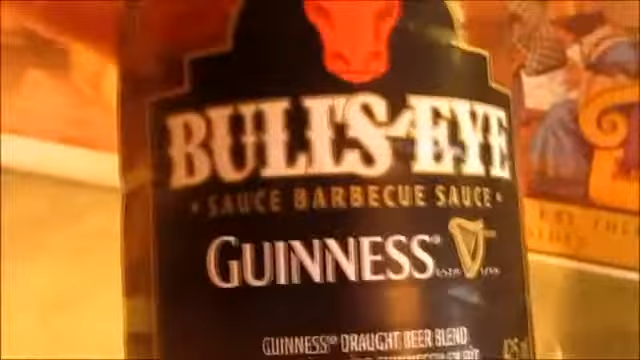 BULL'S-EYE
• SAUCE BARBECUE SAUCE •
GUINNESS®
GUINNESS® DRAUGHT BEER BLEND